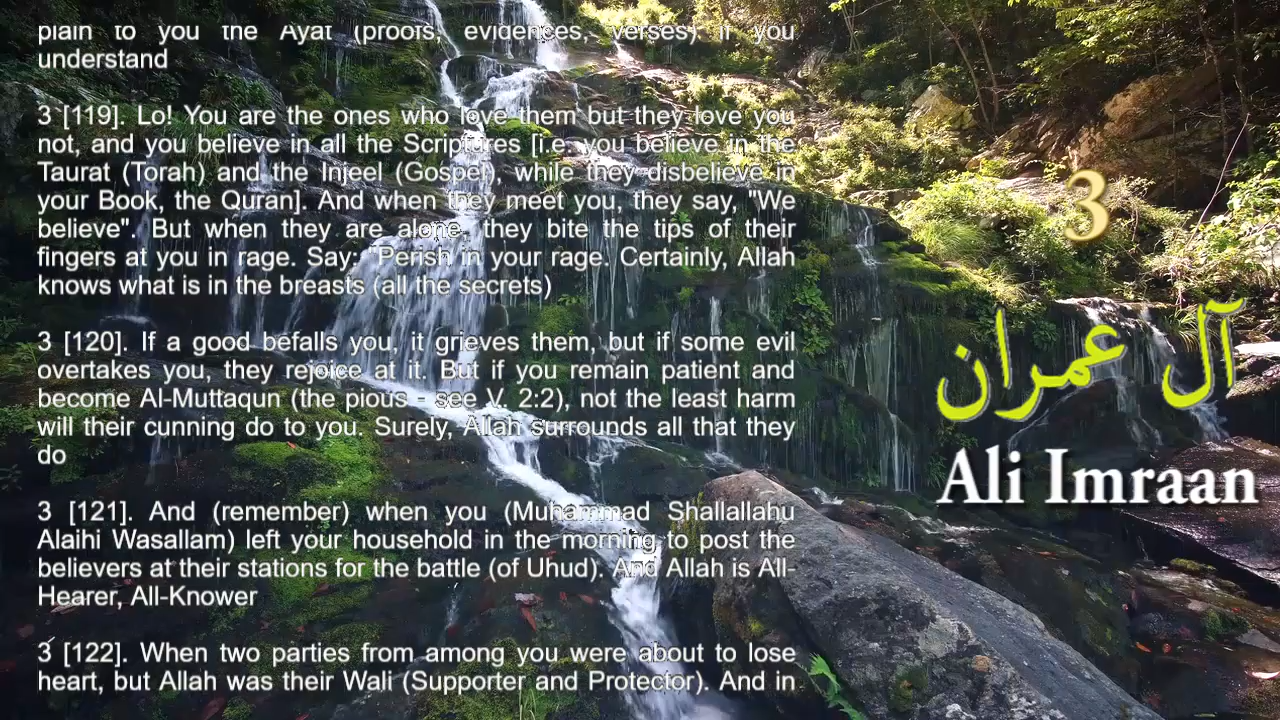 plain to you the Ayat (proofs, evidences, verses) if you
understand
3 [119]. Lo! You are the ones who love them but they love you
not, and you believe in all the Scriptures [i.e. you believe in the
Taurat (Torah) and the Injeel (Gospel), while they disbelieve in
your Book, the Quran]. And when they meet you, they say, "We
believe". But when they are alone, they bite the tips of their
fingers at you in rage. Say: "Perish in your rage. Certainly, Allah
knows what is in the breasts (all the secrets)
3 [120]. If a good befalls you, it grieves them, but if some evil
overtakes you, they rejoice at it. But if you remain patient and
become Al-Muttaqun (the pious - see V. 2:2), not the least harm
will their cunning do to you. Surely, Allah surrounds all that they
do
3 [121]. And (remember) when you (Muhammad Shallallahu
Alaihi Wasallam) left your household in the morning to post the
believers at their stations for the battle (of Uhud). And Allah is All-
Hearer, All-Knower
3 [122]. When two parties from among you were about to lose
heart, but Allah was their Wali (Supporter and Protector). And in
3
آل عمران
Ali Imraan